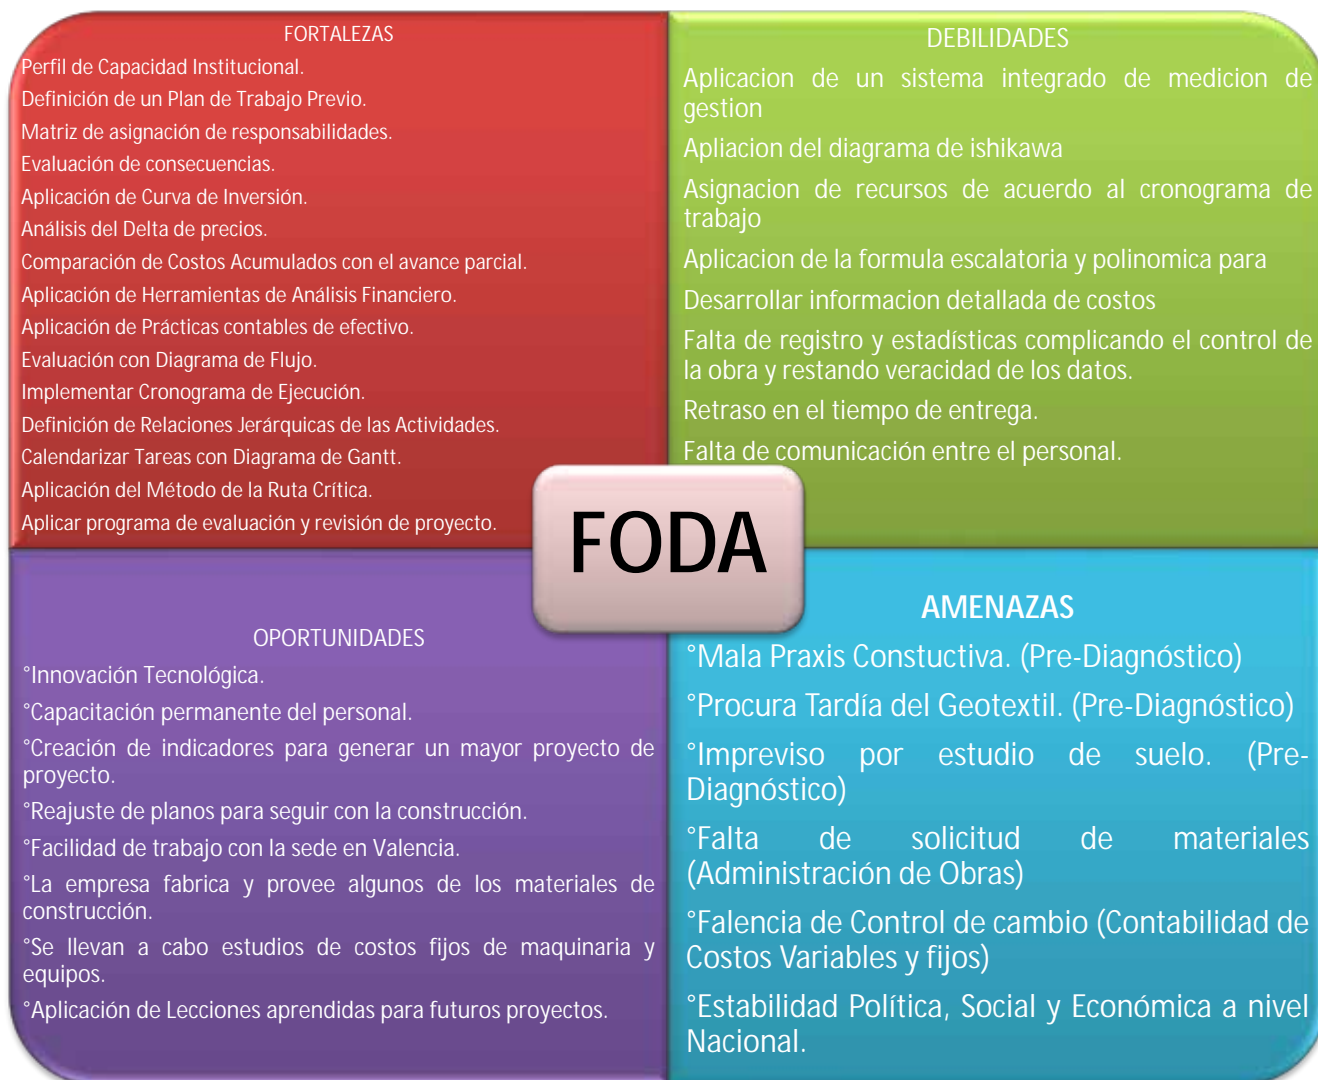 FORTALEZAS
Perfil de Capacidad Institucional.
Definición de un Plan de Trabajo Previo.
Matriz de asignación de responsabilidades.
Evaluación de consecuencias.
Aplicación de Curva de Inversión.
Análisis del Delta de precios.
Comparación de Costos Acumulados con el avance parcial.
Aplicación de Herramientas de Análisis Financiero.
Aplicación de Prácticas contables de efectivo.
Evaluación con Diagrama de Flujo.
Implementar Cronograma de Ejecución.
Definición de Relaciones Jerárquicas de las Actividades.
Calendarizar Tareas con Diagrama de Gantt.
Aplicación del Método de la Ruta Crítica.
Aplicar programa de evaluación y revisión de proyecto.
DEBILIDADES
Aplicacion de un sistema integrado de medicion de
gestion
Apliacion del diagrama de ishikawa
Asignacion de recursos de acuerdo al cronograma de
trabajo
Aplicacion de la formula escalatoria y polinomica para
Desarrollar informacion detallada de costos
Falta de registro y estadísticas complicando el control de
la obra y restando veracidad de los datos.
Retraso en el tiempo de entrega.
Falta de comunicación entre el personal.
FODA
OPORTUNIDADES
°Innovación Tecnológica.
°Capacitación permanente del personal.
°Creación de indicadores para generar un mayor proyecto de
proyecto.
°Reajuste de planos para seguir con la construcción.
°Facilidad de trabajo con la sede en Valencia.
°La empresa fabrica y provee algunos de los materiales de
construcción.
°Se llevan a cabo estudios de costos fijos de maquinaria y
equipos.
°Aplicación de Lecciones aprendidas para futuros proyectos.
AMENAZAS
°Mala Praxis Constuctiva. (Pre-Diagnóstico)
°Procura Tardía del Geotextil. (Pre-Diagnóstico)
°Impreviso por estudio de suelo. (Pre-
Diagnóstico)
°Falta de solicitud de materiales
(Administración de Obras)
°Falencia de Control de cambio (Contabilidad de
Costos Variables y fijos)
°Estabilidad Política, Social y Económica a nivel
Nacional.